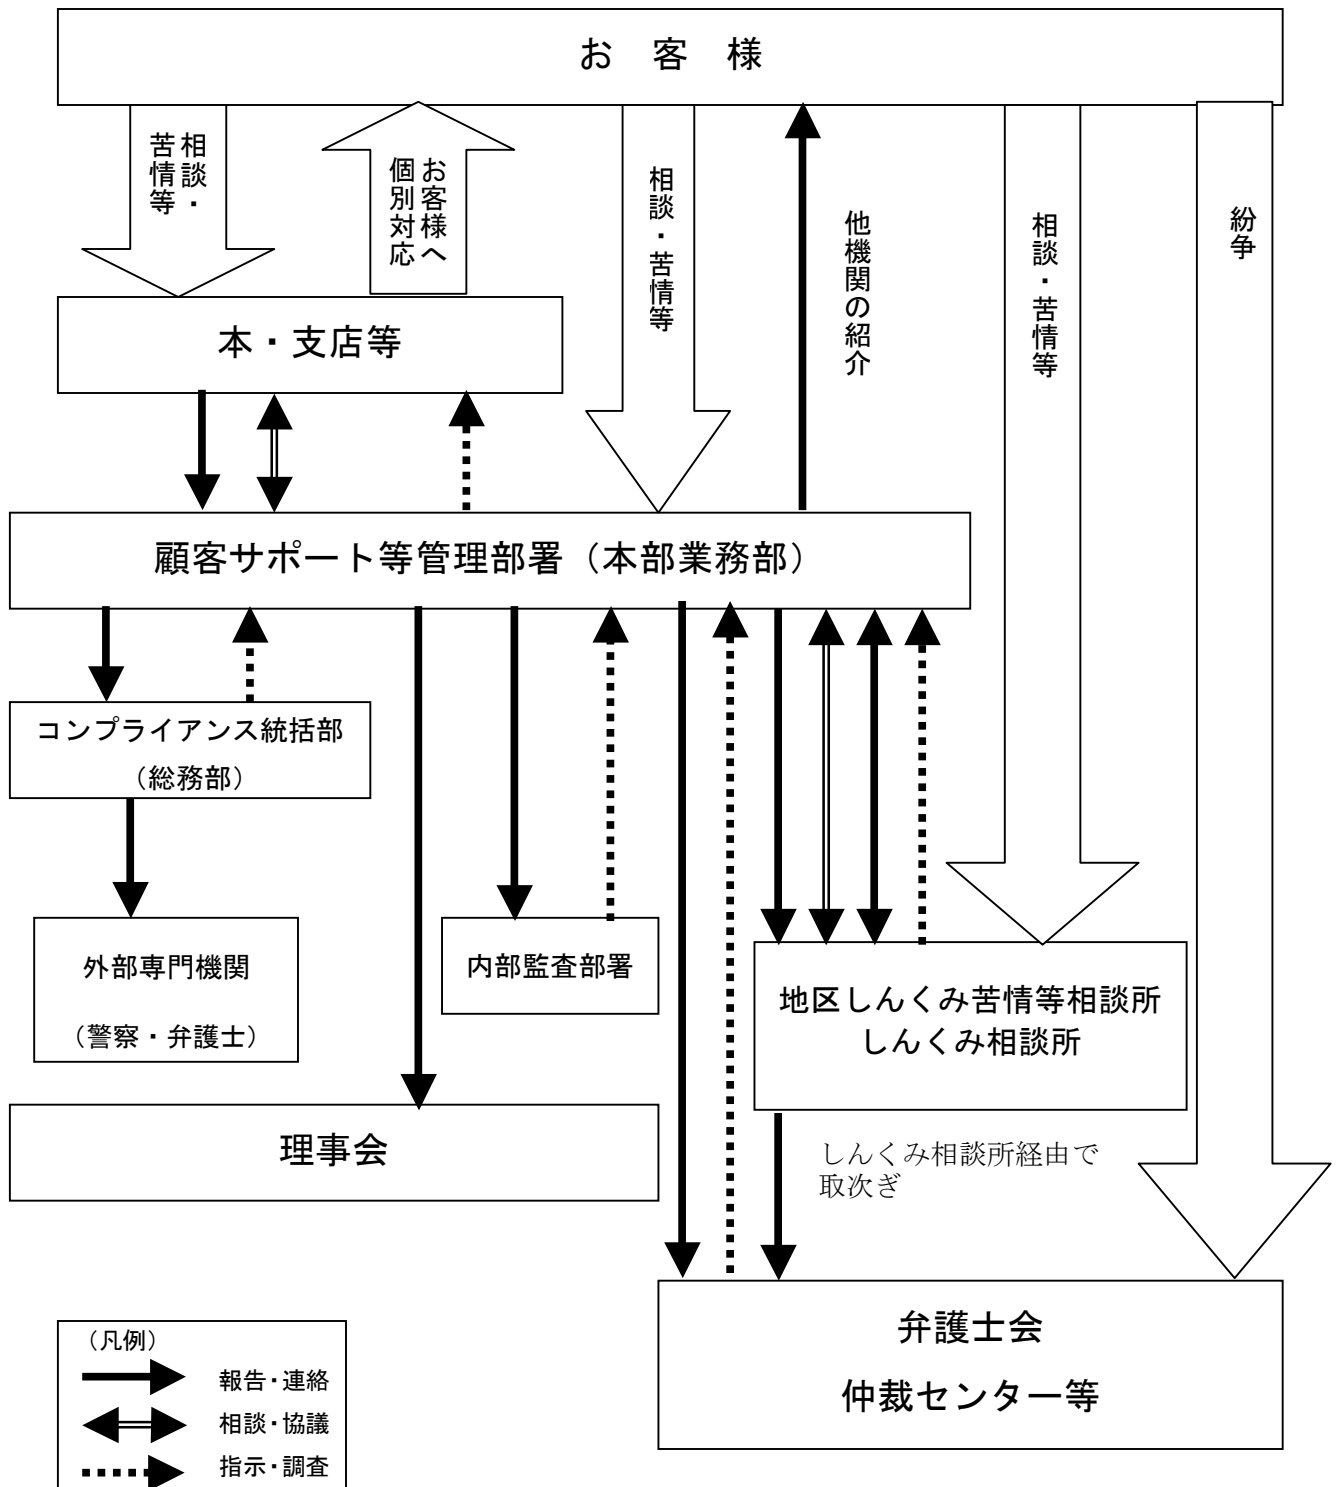 お 客 様
相談・
苦情等
お客様へ
個別対応
相談・苦情等
他機関の紹介
相談・苦情等
紛争
本・支店等
顧客サポート等管理部署（本部業務部）
コンプライアンス統括部
（総務部）
外部専門機関
（警察・弁護士）
内部監査部署
地区しんくみ苦情等相談所
しんくみ相談所
理事会
しんくみ相談所経由で
取次ぎ
弁護士会
仲裁センター等
（凡例）
報告・連絡
相談・協議
指示・調査